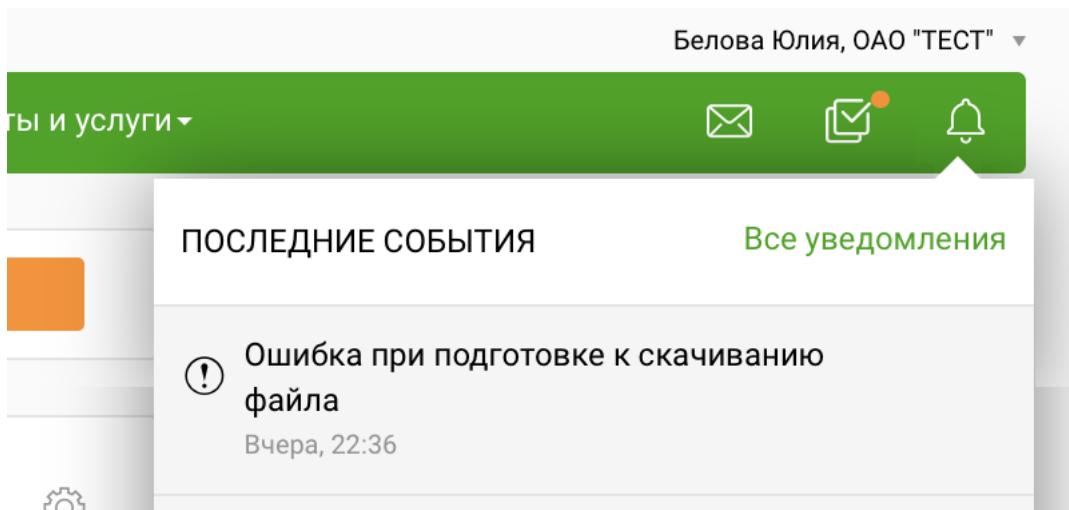 Белова Юлия, ОАО "ТЕСТ"
ты и услуги
ПОСЛЕДНИЕ СОБЫТИЯ
Все уведомления
Ошибка при подготовке к скачиванию
файла
Вчера, 22:36